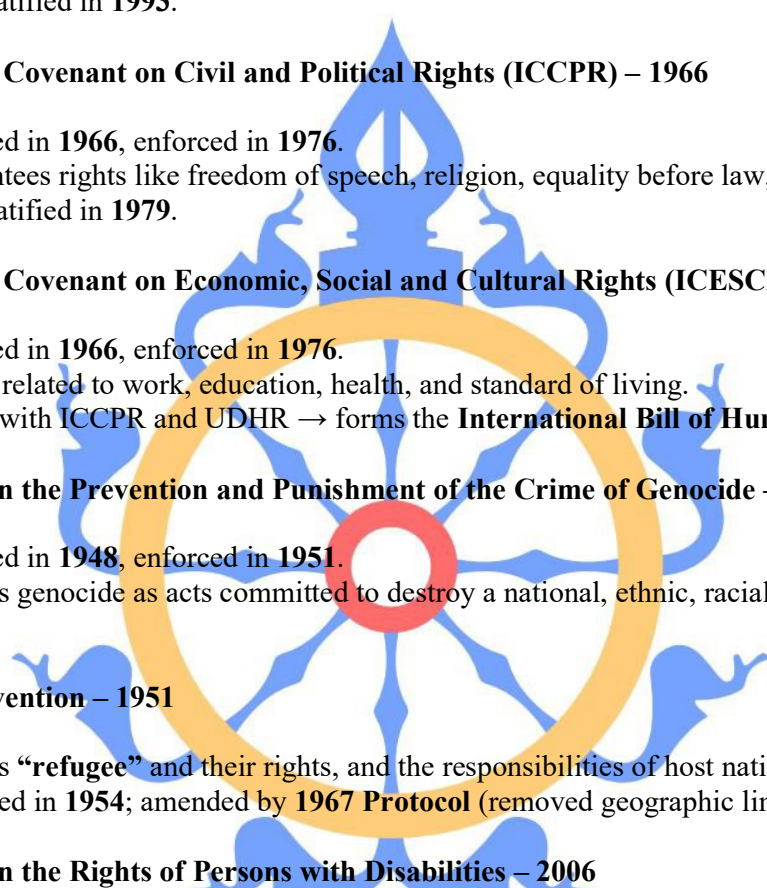 atified in 1993.
Covenant on Civil and Political Rights (ICCPR) – 1966
ed in 1966, enforced in 1976.
ntees rights like freedom of speech, religion, equality before law,
atified in 1979.
Covenant on Economic, Social and Cultural Rights (ICESC
ed in 1966, enforced in 1976.
related to work, education, health, and standard of living.
with ICCPR and UDHR → forms the International Bill of Hu
n the Prevention and Punishment of the Crime of Genocide -
ed in 1948, enforced in 1951.
s genocide as acts committed to destroy a national, ethnic, racial
vention – 1951
s “refugee” and their rights, and the responsibilities of host nati
ed in 1954; amended by 1967 Protocol (removed geographic lin
n the Rights of Persons with Disabilities – 2006